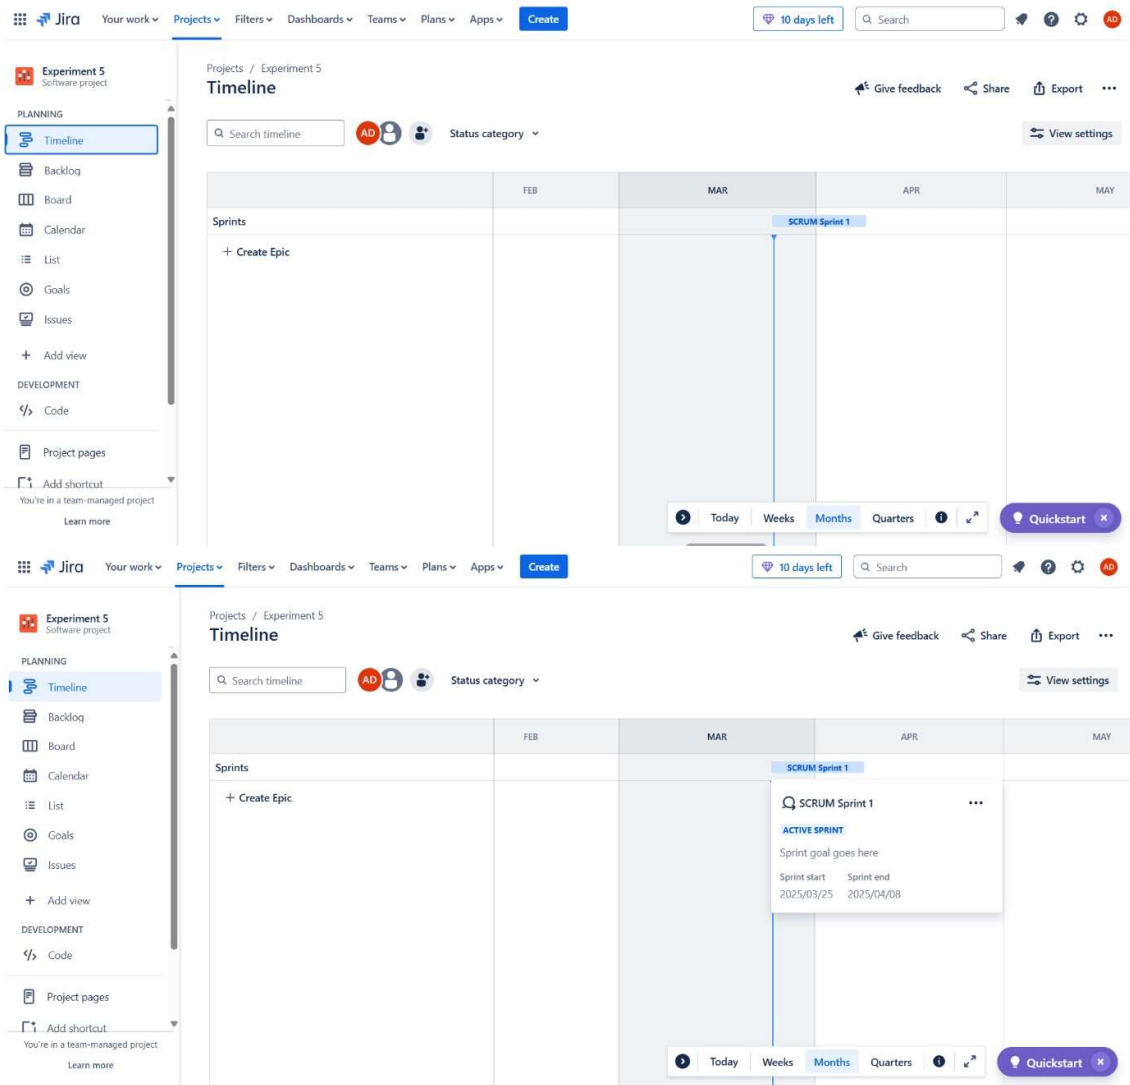 Jira Your work Projects Filters Dashboards Teams Plans Apps Create 10 days left Search AD
Experiment 5
Software project
PLANNING
Timeline
Backlog
Board
Calendar
List
Goals
Issues
+ Add view
DEVELOPMENT
Code
Project pages
Add shortcut
You're in a team-managed project
Learn more
Projects / Experiment 5
Timeline
Give feedback Share Export
Search timeline AD Status category View settings
FEB MAR APR MAY
Sprints SCRUM Sprint 1
+ Create Epic
Today Weeks Months Quarters Quickstart
Jira Your work Projects Filters Dashboards Teams Plans Apps Create 10 days left Search AD
Experiment 5
Software project
PLANNING
Timeline
Backlog
Board
Calendar
List
Goals
Issues
+ Add view
DEVELOPMENT
Code
Project pages
Add shortcut
You're in a team-managed project
Learn more
Projects / Experiment 5
Timeline
Give feedback Share Export
Search timeline AD Status category View settings
FEB MAR APR MAY
Sprints SCRUM Sprint 1
+ Create Epic
SCRUM Sprint 1
ACTIVE SPRINT
Sprint goal goes here
Sprint start Sprint end
2025/03/25 2025/04/08
Today Weeks Months Quarters Quickstart